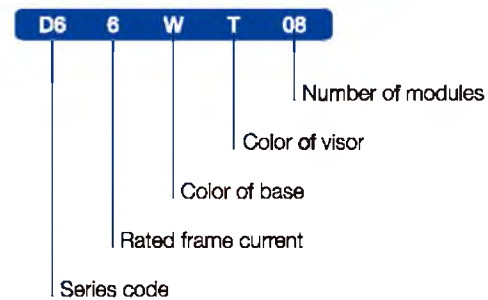 D6 6 W T 08
Number of modules
Color of visor
Color of base
Rated frame current
Series code